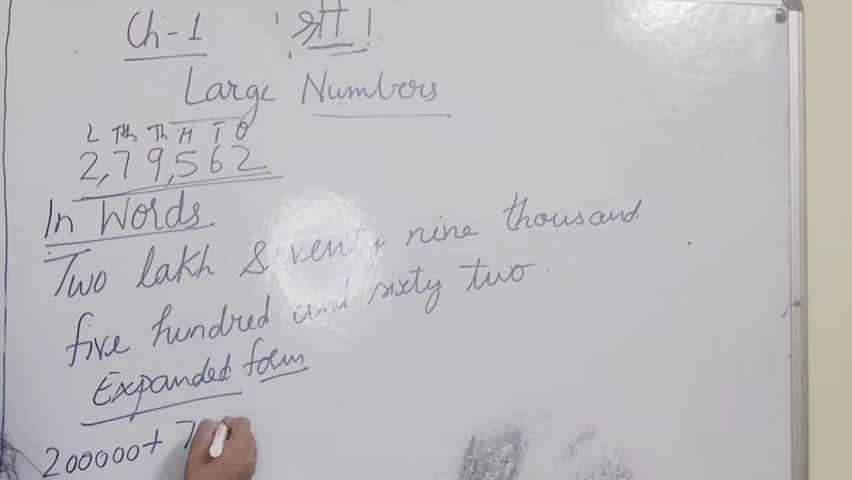 Ch-1 । श्री ।
Large Numbers
L Tth Th H T O
2,79,562
In Words
Two lakh seventy nine thousand
five hundred and sixty two.
Expanded form
200000+ 7